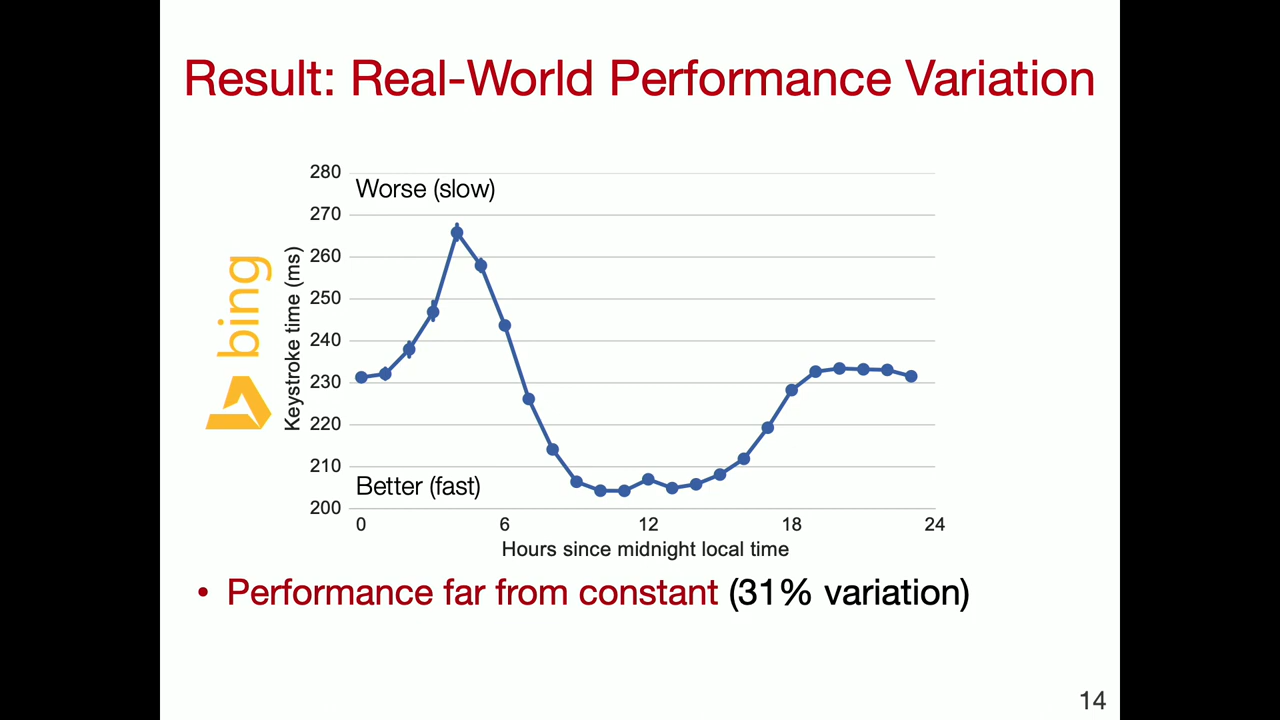 Result: Real-World Performance Variation
280
Worse (slow)
270
260
250
240
230
220
210
Better (fast)
200
bing
Keystroke time (ms)
0 6 12 18 24
Hours since midnight local time
• Performance far from constant (31% variation)
14